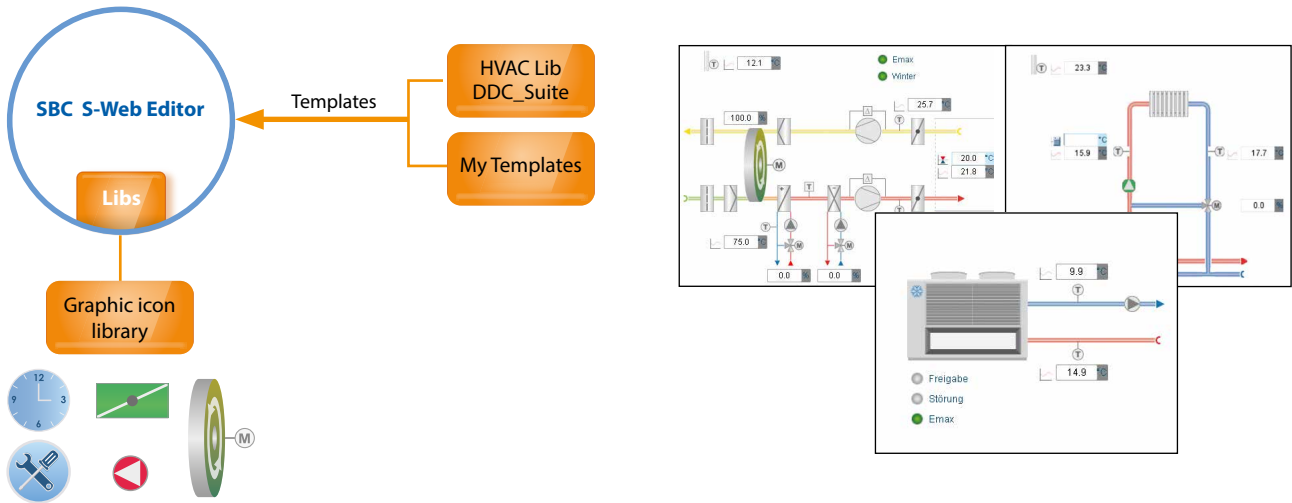 SBC S-Web Editor
Libs
Templates
HVAC Lib
DDC_Suite
My Templates
Graphic icon
library
12
9
3
6
M
T
12.1 °C
Emax
Winter
100.0 %
25.7 °C
T
M
20.0 °C
21.8 °C
T
T
T
75.0 °C
M
M
0.0 %
0.0 %
T
23.3 °C
°C
15.9 °C
T
T
17.7 °C
M
0.0 %
9.9 °C
T
T
14.9 °C
Freigabe
Störung
Emax